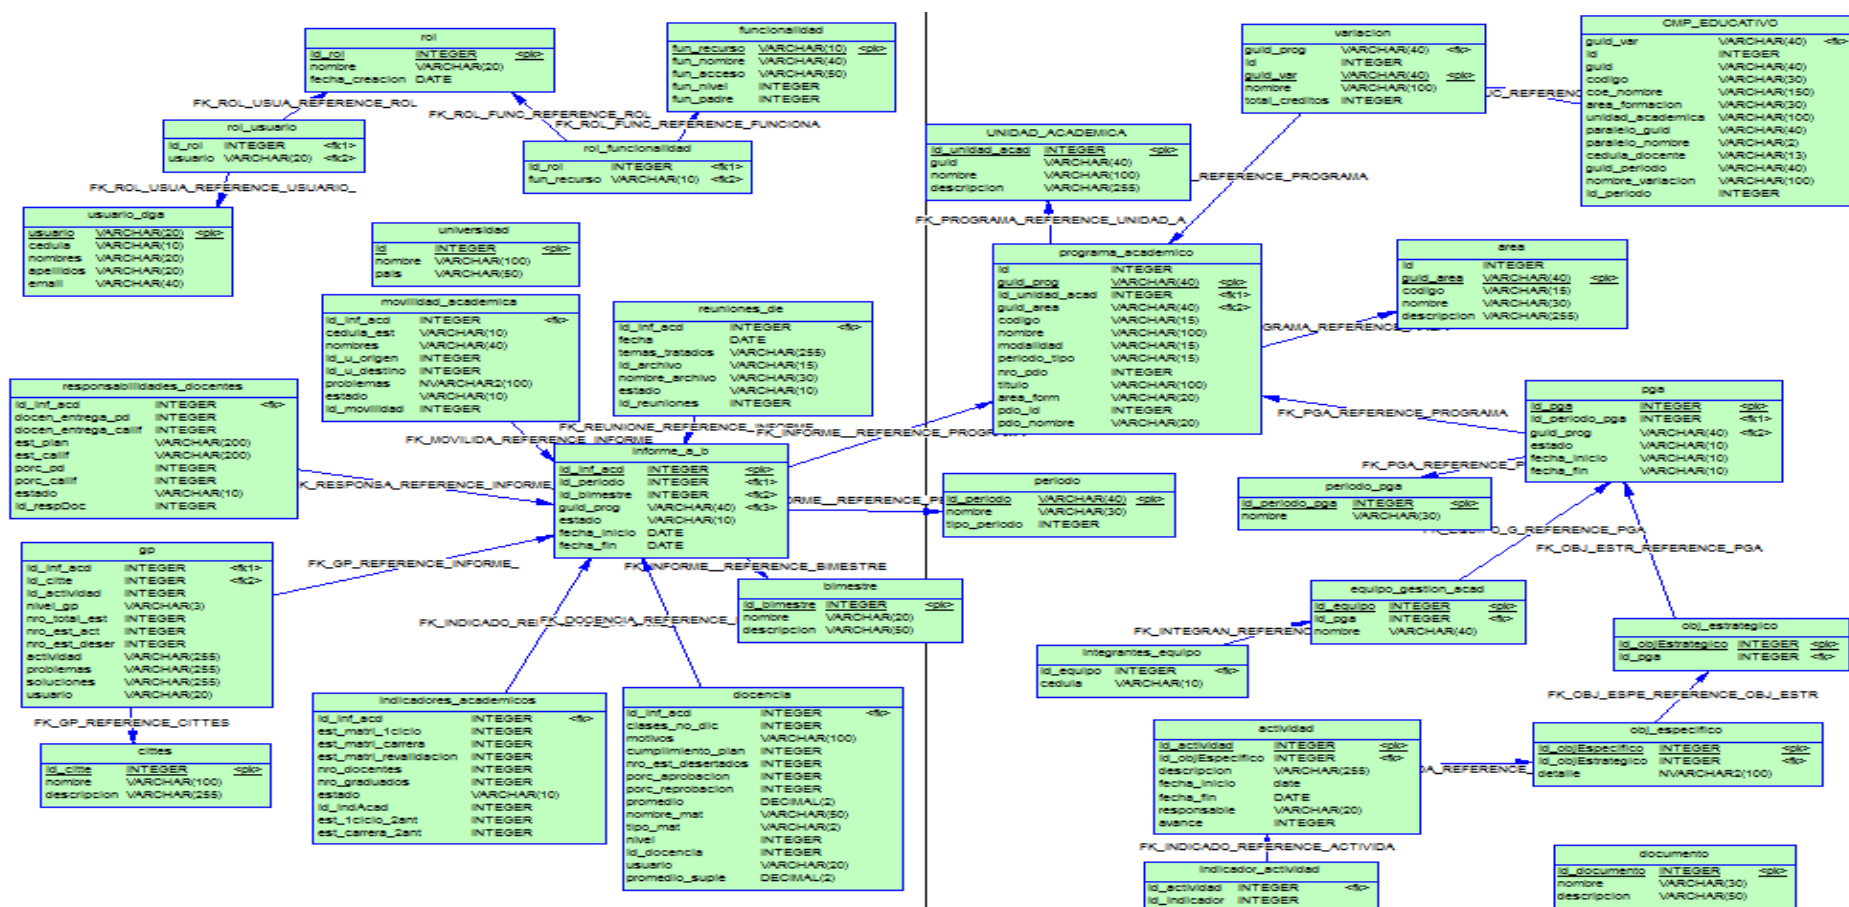 rol
id_rol INTEGER <pk>
nombre VARCHAR(20)
fecha_creacion DATE
funcionalidad
fun_recurso VARCHAR(10) <pk>
fun_nombre VARCHAR(40)
fun_acceso VARCHAR(50)
fun_nivel INTEGER
fun_padre INTEGER
FK_ROL_USUA_REFERENCE_ROL
FK_ROL_FUNC_REFERENCE_ROL
FK_ROL_FUNC_REFERENCE_FUNCIONA
rol_usuario
id_rol INTEGER <fk1>
usuario VARCHAR(20) <fk2>
rol_funcionalidad
id_rol INTEGER <fk1>
fun_recurso VARCHAR(10) <fk2>
FK_ROL_USUA_REFERENCE_USUARIO_
usuario_dga
usuario VARCHAR(20) <pk>
cedula VARCHAR(10)
nombres VARCHAR(20)
apellidos VARCHAR(20)
email VARCHAR(40)
universidad
id INTEGER <pk>
nombre VARCHAR(100)
pais VARCHAR(50)
movilidad_academica
id_inf_acd INTEGER <fk>
cedula_est VARCHAR(10)
nombres VARCHAR(40)
id_u_origen INTEGER
id_u_destino INTEGER
problemas NVARCHAR2(100)
estado VARCHAR(10)
id_movilidad INTEGER
reuniones_de
id_inf_acd INTEGER <fk>
fecha DATE
temas_tratados VARCHAR(255)
id_archivo VARCHAR(15)
nombre_archivo VARCHAR(30)
estado VARCHAR(10)
id_reuniones INTEGER
responsabilidades_docentes
id_inf_acd INTEGER <fk>
docen_entrega_pd INTEGER
docen_entrega_calif INTEGER
est_plan VARCHAR(200)
est_calif VARCHAR(200)
porc_pd INTEGER
porc_calif INTEGER
estado VARCHAR(10)
id_respDoc INTEGER
FK_MOVILIDA_REFERENCE_INFORME
FK_REUNIONE_REFERENCE_INFORME
FK_INFORME__REFERENCE_PROGRAMA
K_RESPONSA_REFERENCE_INFORME_
informe_a_b
id_inf_acd INTEGER <pk>
id_periodo INTEGER <fk1>
id_bimestre INTEGER <fk2>
guid_prog VARCHAR(40) <fk3>
estado VARCHAR(10)
fecha_inicio DATE
fecha_fin DATE
ORME__REFERENCE_PE
gp
id_inf_acd INTEGER <fk1>
id_citte INTEGER <fk2>
id_actividad INTEGER
nivel_gp VARCHAR(3)
nro_total_est INTEGER
nro_est_act INTEGER
nro_est_deser INTEGER
actividad VARCHAR(255)
problemas VARCHAR(255)
soluciones VARCHAR(255)
usuario VARCHAR(20)
FK_GP_REFERENCE_INFORME_
FK_INFORME__REFERENCE_BIMESTRE
bimestre
id_bimestre INTEGER <pk>
nombre VARCHAR(20)
descripcion VARCHAR(50)
FK_INDICADO_RE
FK_DOCENCIA_REFERENCE_
FK_GP_REFERENCE_CITTES
cittes
id_citte INTEGER <pk>
nombre VARCHAR(100)
descripcion VARCHAR(255)
indicadores_academicos
id_inf_acd INTEGER <fk>
est_matri_1ciclo INTEGER
est_matri_carrera INTEGER
est_matri_revalidacion INTEGER
nro_docentes INTEGER
nro_graduados INTEGER
estado VARCHAR(10)
id_indAcad INTEGER
est_1ciclo_2ant INTEGER
est_carrera_2ant INTEGER
docencia
id_inf_acd INTEGER <fk>
clases_no_dic INTEGER
motivos VARCHAR(100)
cumplimiento_plan INTEGER
nro_est_desertados INTEGER
porc_aprobacion INTEGER
porc_reprobacion INTEGER
promedio DECIMAL(2)
nombre_mat VARCHAR(50)
tipo_mat VARCHAR(2)
nivel INTEGER
id_docencia INTEGER
usuario VARCHAR(20)
promedio_suple DECIMAL(2)
variacion
guid_prog VARCHAR(40) <fk>
id INTEGER
guid_var VARCHAR(40) <pk>
nombre VARCHAR(100)
total_creditos INTEGER
CMP_EDUCATIVO
guid_var VARCHAR(40) <fk>
id INTEGER
guid VARCHAR(40)
codigo VARCHAR(30)
coe_nombre VARCHAR(150)
area_formacion VARCHAR(30)
unidad_academica VARCHAR(100)
paralelo_guid VARCHAR(40)
paralelo_nombre VARCHAR(2)
cedula_docente VARCHAR(13)
guid_periodo VARCHAR(40)
nombre_variacion VARCHAR(100)
id_periodo INTEGER
UC_REFERENC
UNIDAD_ACADEMICA
id_unidad_acad INTEGER <pk>
guid VARCHAR(40)
nombre VARCHAR(100)
descripcion VARCHAR(255)
_REFERENCE_PROGRAMA
FK_PROGRAMA_REFERENCE_UNIDAD_A
programa_academico
id INTEGER
guid_prog VARCHAR(40) <pk>
id_unidad_acad INTEGER <fk1>
guid_area VARCHAR(40) <fk2>
codigo VARCHAR(15)
nombre VARCHAR(100)
modalidad VARCHAR(15)
periodo_tipo VARCHAR(15)
nro_pdo INTEGER
titulo VARCHAR(100)
area_form VARCHAR(20)
pdo_id INTEGER
pdo_nombre VARCHAR(20)
area
id INTEGER
guid_area VARCHAR(40) <pk>
codigo VARCHAR(15)
nombre VARCHAR(30)
descripcion VARCHAR(255)
pga
id_pga INTEGER <pk>
id_periodo_pga INTEGER <fk1>
guid_prog VARCHAR(40) <fk2>
estado VARCHAR(10)
fecha_inicio VARCHAR(10)
fecha_fin VARCHAR(10)
FK_PGA_REFERENCE_PROGRAMA
FK_PGA_REFERENCE_P
periodo
id_periodo VARCHAR(40) <pk>
nombre VARCHAR(30)
tipo_periodo INTEGER
periodo_pga
id_periodo_pga INTEGER <pk>
nombre VARCHAR(30)
FK_EQUIPO_G_REFERENCE_PGA
FK_OBJ_ESTR_REFERENCE_PGA
equipo_gestion_acad
id_equipo INTEGER <pk>
id_pga INTEGER <fk>
nombre VARCHAR(40)
FK_INTEGRAN_REFERENC
integrantes_equipo
id_equipo INTEGER <fk>
cedula VARCHAR(10)
obj_estrategico
id_objEstrategico INTEGER <pk>
id_pga INTEGER <fk>
FK_OBJ_ESPE_REFERENCE_OBJ_ESTR
actividad
id_actividad INTEGER <pk>
id_objEspecifico INTEGER <fk>
descripcion VARCHAR(255)
fecha_inicio date
fecha_fin DATE
responsable VARCHAR(20)
avance INTEGER
DA_REFERENCE_
obj_especifico
id_objEspecifico INTEGER <pk>
id_objEstrategico INTEGER <fk>
detalle NVARCHAR2(100)
FK_INDICADO_REFERENCE_ACTIVIDA
indicador_actividad
id_actividad INTEGER <fk>
id_indicador INTEGER
documento
id_documento INTEGER <pk>
nombre VARCHAR(30)
descripcion VARCHAR(50)